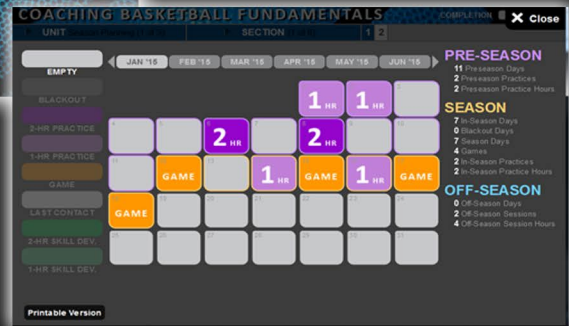 COACHING BASKETBALL FUNDAMENTALS
COMPLETION
X Close
UNIT
SECTION
1 2
EMPTY
BLACKOUT
2-HR PRACTICE
1-HR PRACTICE
GAME
LAST CONTACT
2-HR SKILL DEV.
1-HR SKILL DEV.
JAN '15 FEB '15 MAR '15 APR '15 MAY '15 JUN '15
1 HR 1 HR
2 HR 2 HR
GAME 1 HR GAME 1 HR GAME
GAME
PRE-SEASON
11 Preseason Days
2 Preseason Practices
2 Preseason Practice Hours
SEASON
7 In-Season Days
0 Blackout Days
7 Season Days
4 Games
2 In-Season Practices
2 In-Season Practice Hours
OFF-SEASON
0 Off-Season Days
2 Off-Season Sessions
4 Off-Season Session Hours
Printable Version